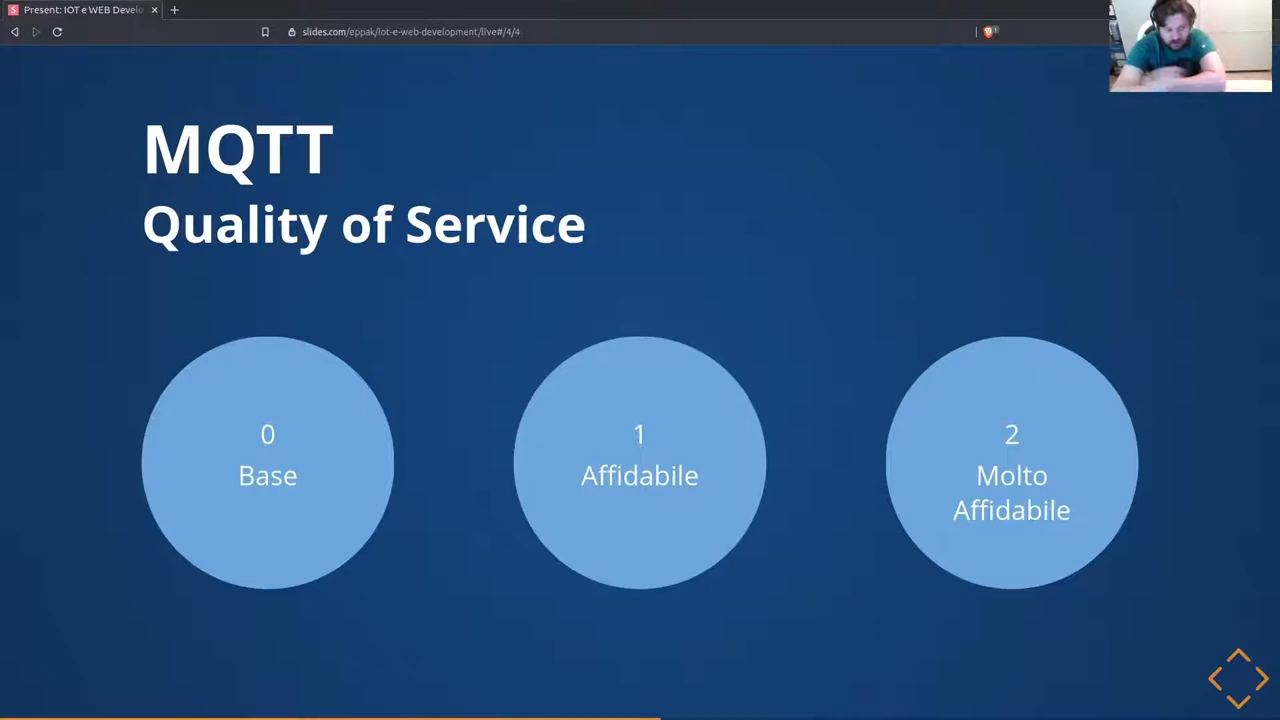 Present: IOT e WEB Develo
slides.com/eppak/iot-e-web-development/live#/4/4
MQTT
Quality of Service
0
Base
1
Affidabile
2
Molto
Affidabile